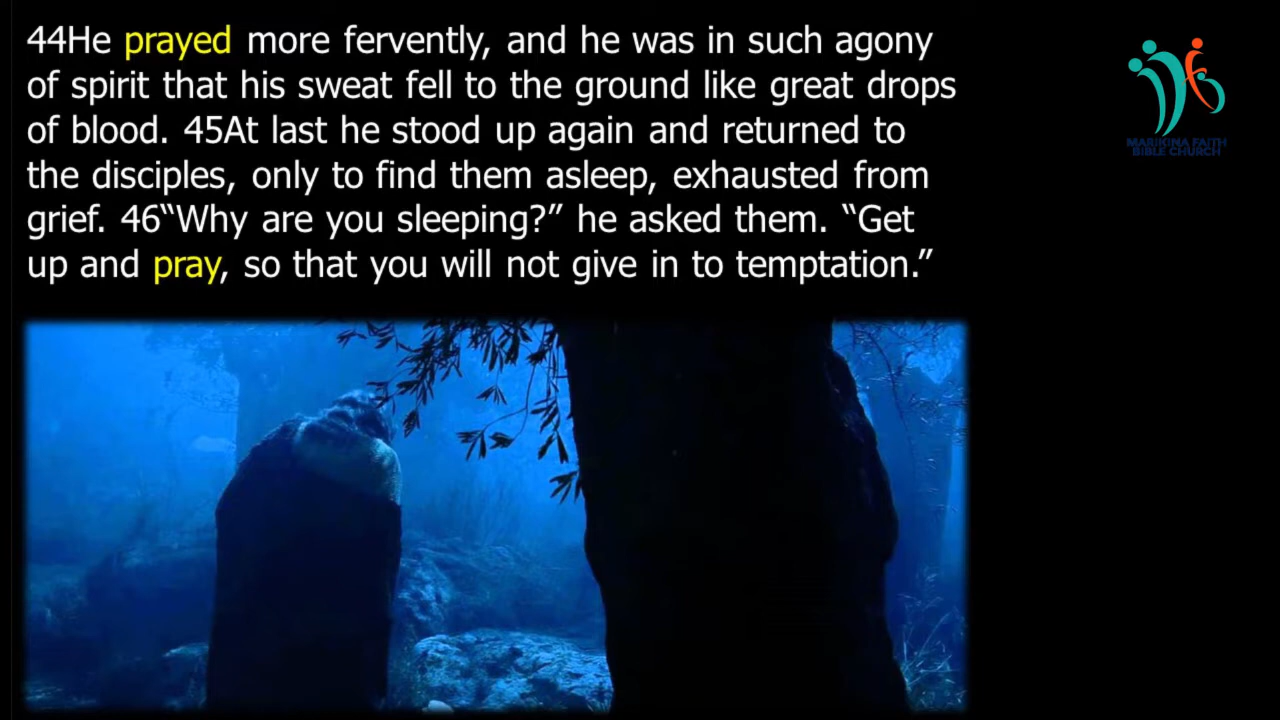 44He prayed more fervently, and he was in such agony
of spirit that his sweat fell to the ground like great drops
of blood. 45At last he stood up again and returned to
the disciples, only to find them asleep, exhausted from
grief. 46“Why are you sleeping?” he asked them. “Get
up and pray, so that you will not give in to temptation.”
MARIKINA FAITH
BIBLE CHURCH